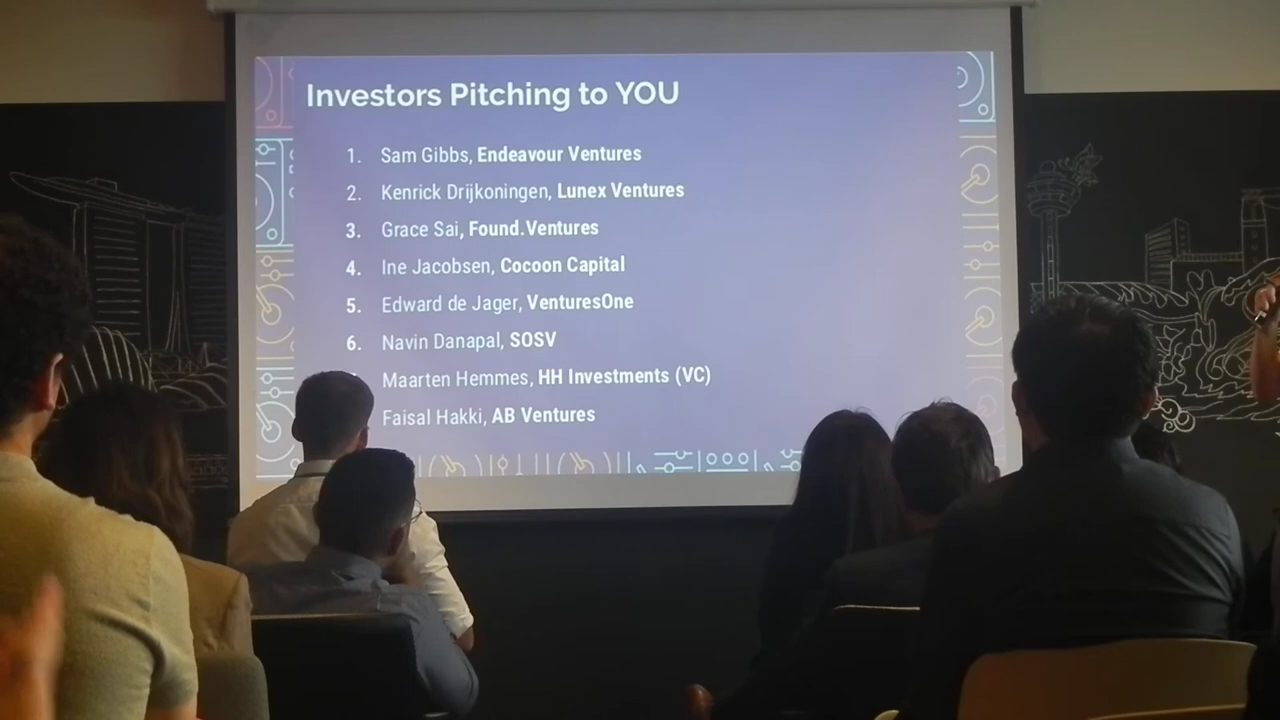 Investors Pitching to YOU
1. Sam Gibbs, Endeavour Ventures
2. Kenrick Drijkoningen, Lunex Ventures
3. Grace Sai, Found.Ventures
4. Ine Jacobsen, Cocoon Capital
5. Edward de Jager, VenturesOne
6. Navin Danapal, SOSV
Maarten Hemmes, HH Investments (VC)
Faisal Hakki, AB Ventures